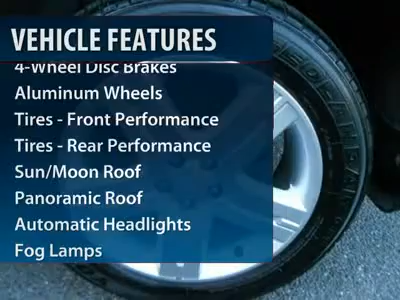 VEHICLE FEATURES
4-Wheel Disc Brakes
Aluminum Wheels
Tires - Front Performance
Tires - Rear Performance
Sun/Moon Roof
Panoramic Roof
Automatic Headlights
Fog Lamps